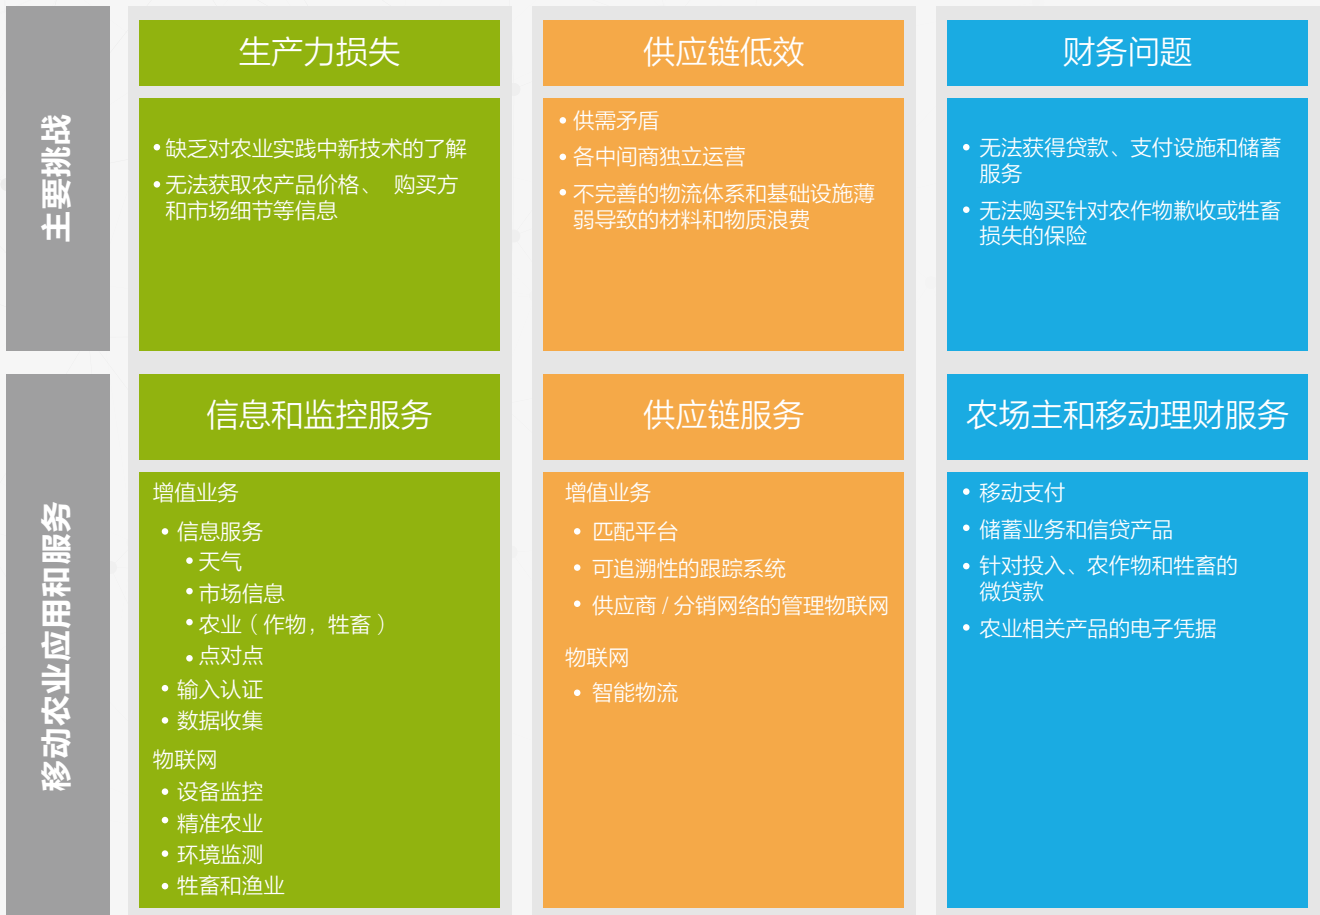 主要挑战
生产力损失
• 缺乏对农业实践中新技术的了解
• 无法获取农产品价格、 购买方
和市场细节等信息
供应链低效
• 供需矛盾
• 各中间商独立运营
• 不完善的物流体系和基础设施薄
弱导致的材料和物质浪费
财务问题
• 无法获得贷款、支付设施和储蓄
服务
• 无法购买针对农作物歉收或牲畜
损失的保险
移动农业应用和服务
信息和监控服务
增值业务
• 信息服务
• 天气
• 市场信息
• 农业（作物，牲畜）
• 点对点
• 输入认证
• 数据收集
物联网
• 设备监控
• 精准农业
• 环境监测
• 牲畜和渔业
供应链服务
增值业务
• 匹配平台
• 可追溯性的跟踪系统
• 供应商 / 分销网络的管理物联网
物联网
• 智能物流
农场主和移动理财服务
• 移动支付
• 储蓄业务和信贷产品
• 针对投入、农作物和牲畜的
微贷款
• 农业相关产品的电子凭据